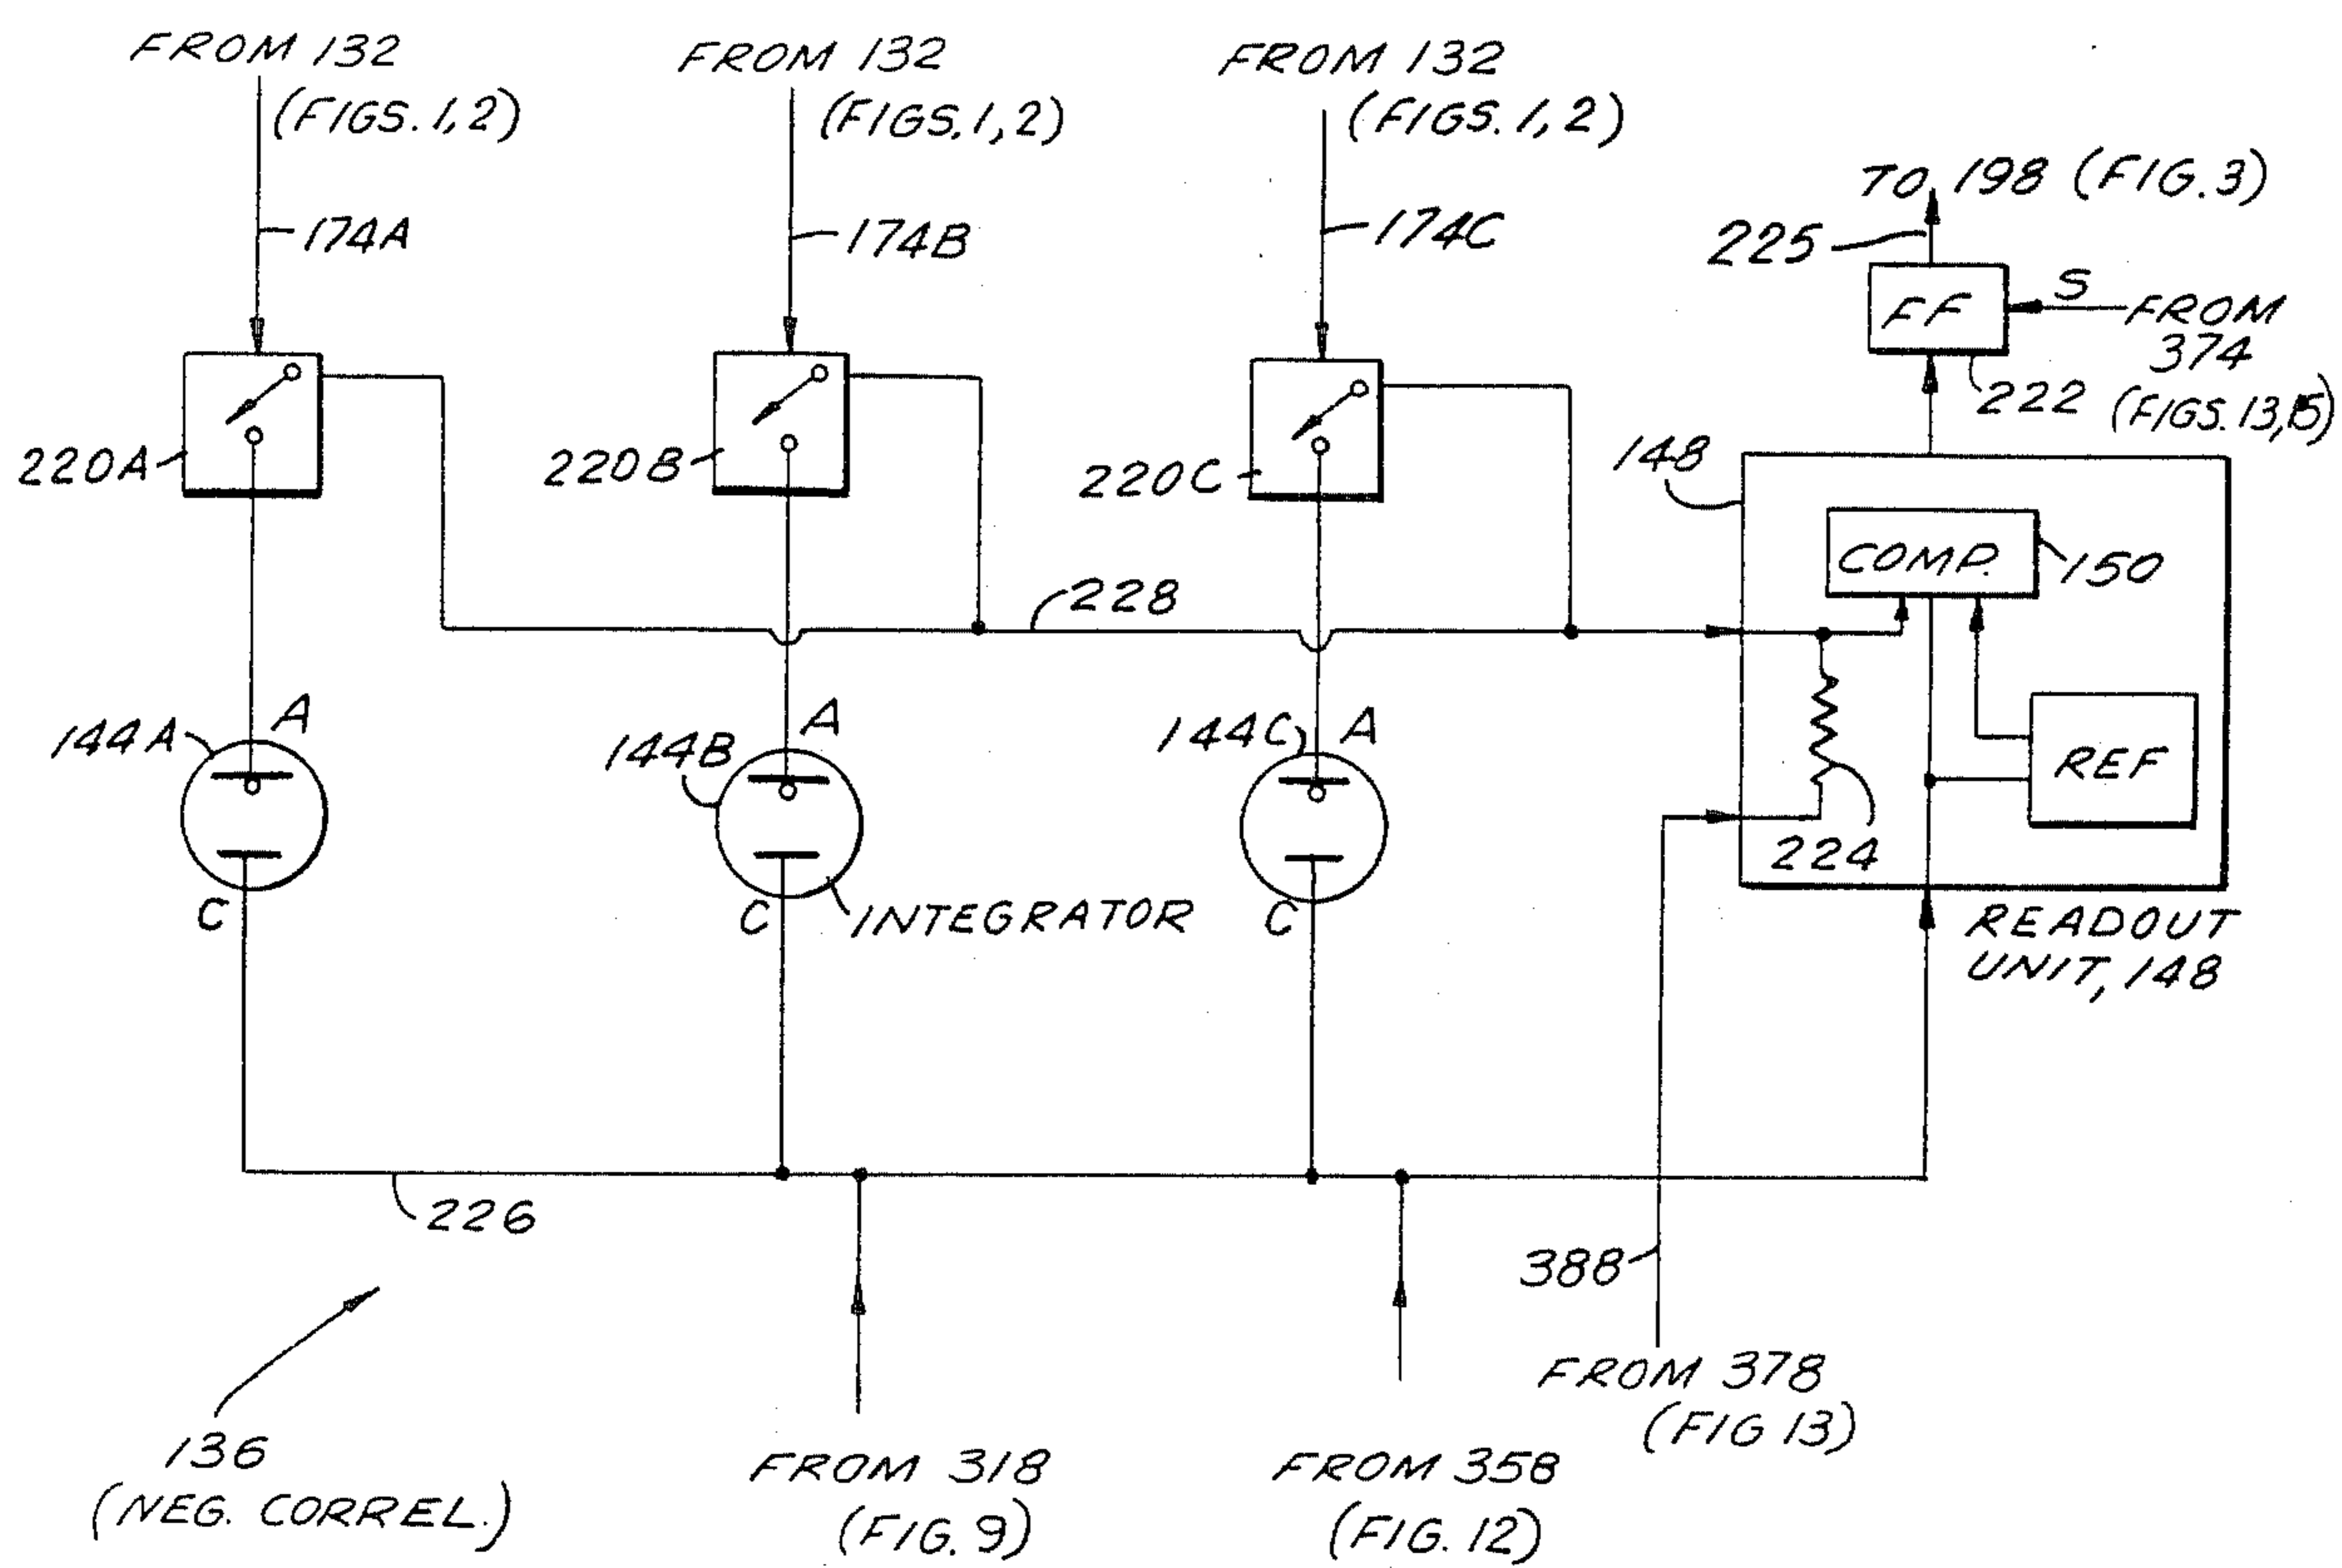 FROM 132
(FIGS. 1, 2)
FROM 132
(FIGS. 1, 2)
FROM 132
(FIGS. 1, 2)
TO 198 (FIG. 3)
174A
174B
174C
225
FF
S
FROM
374
(FIGS. 13, 15)
222
220A
220B
220C
148
COMP.
150
228
REF
224
144A
A
144B
A
144C
A
C
C
INTEGRATOR
C
READOUT
UNIT, 148
226
388
136
(NEG. CORREL.)
FROM 318
(FIG. 9)
FROM 358
(FIG. 12)
FROM 378
(FIG 13)